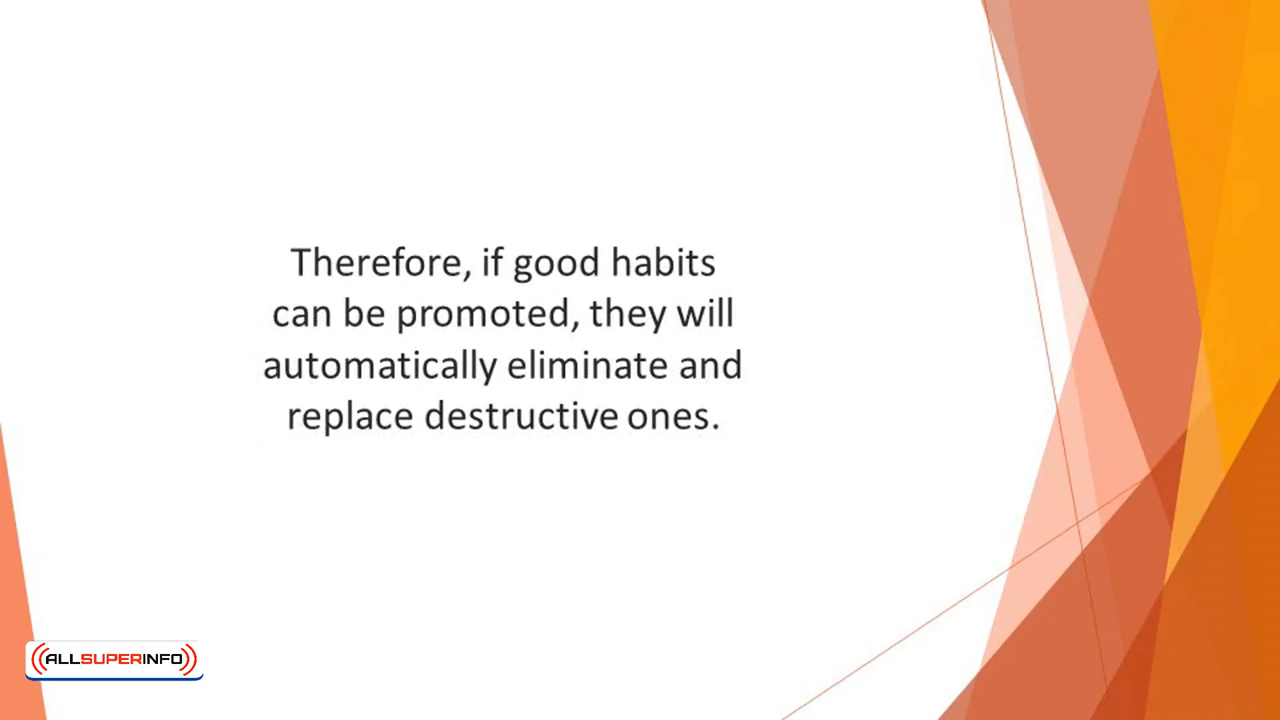 Therefore, if good habits
can be promoted, they will
automatically eliminate and
replace destructive ones.
ALLSUPERINFO